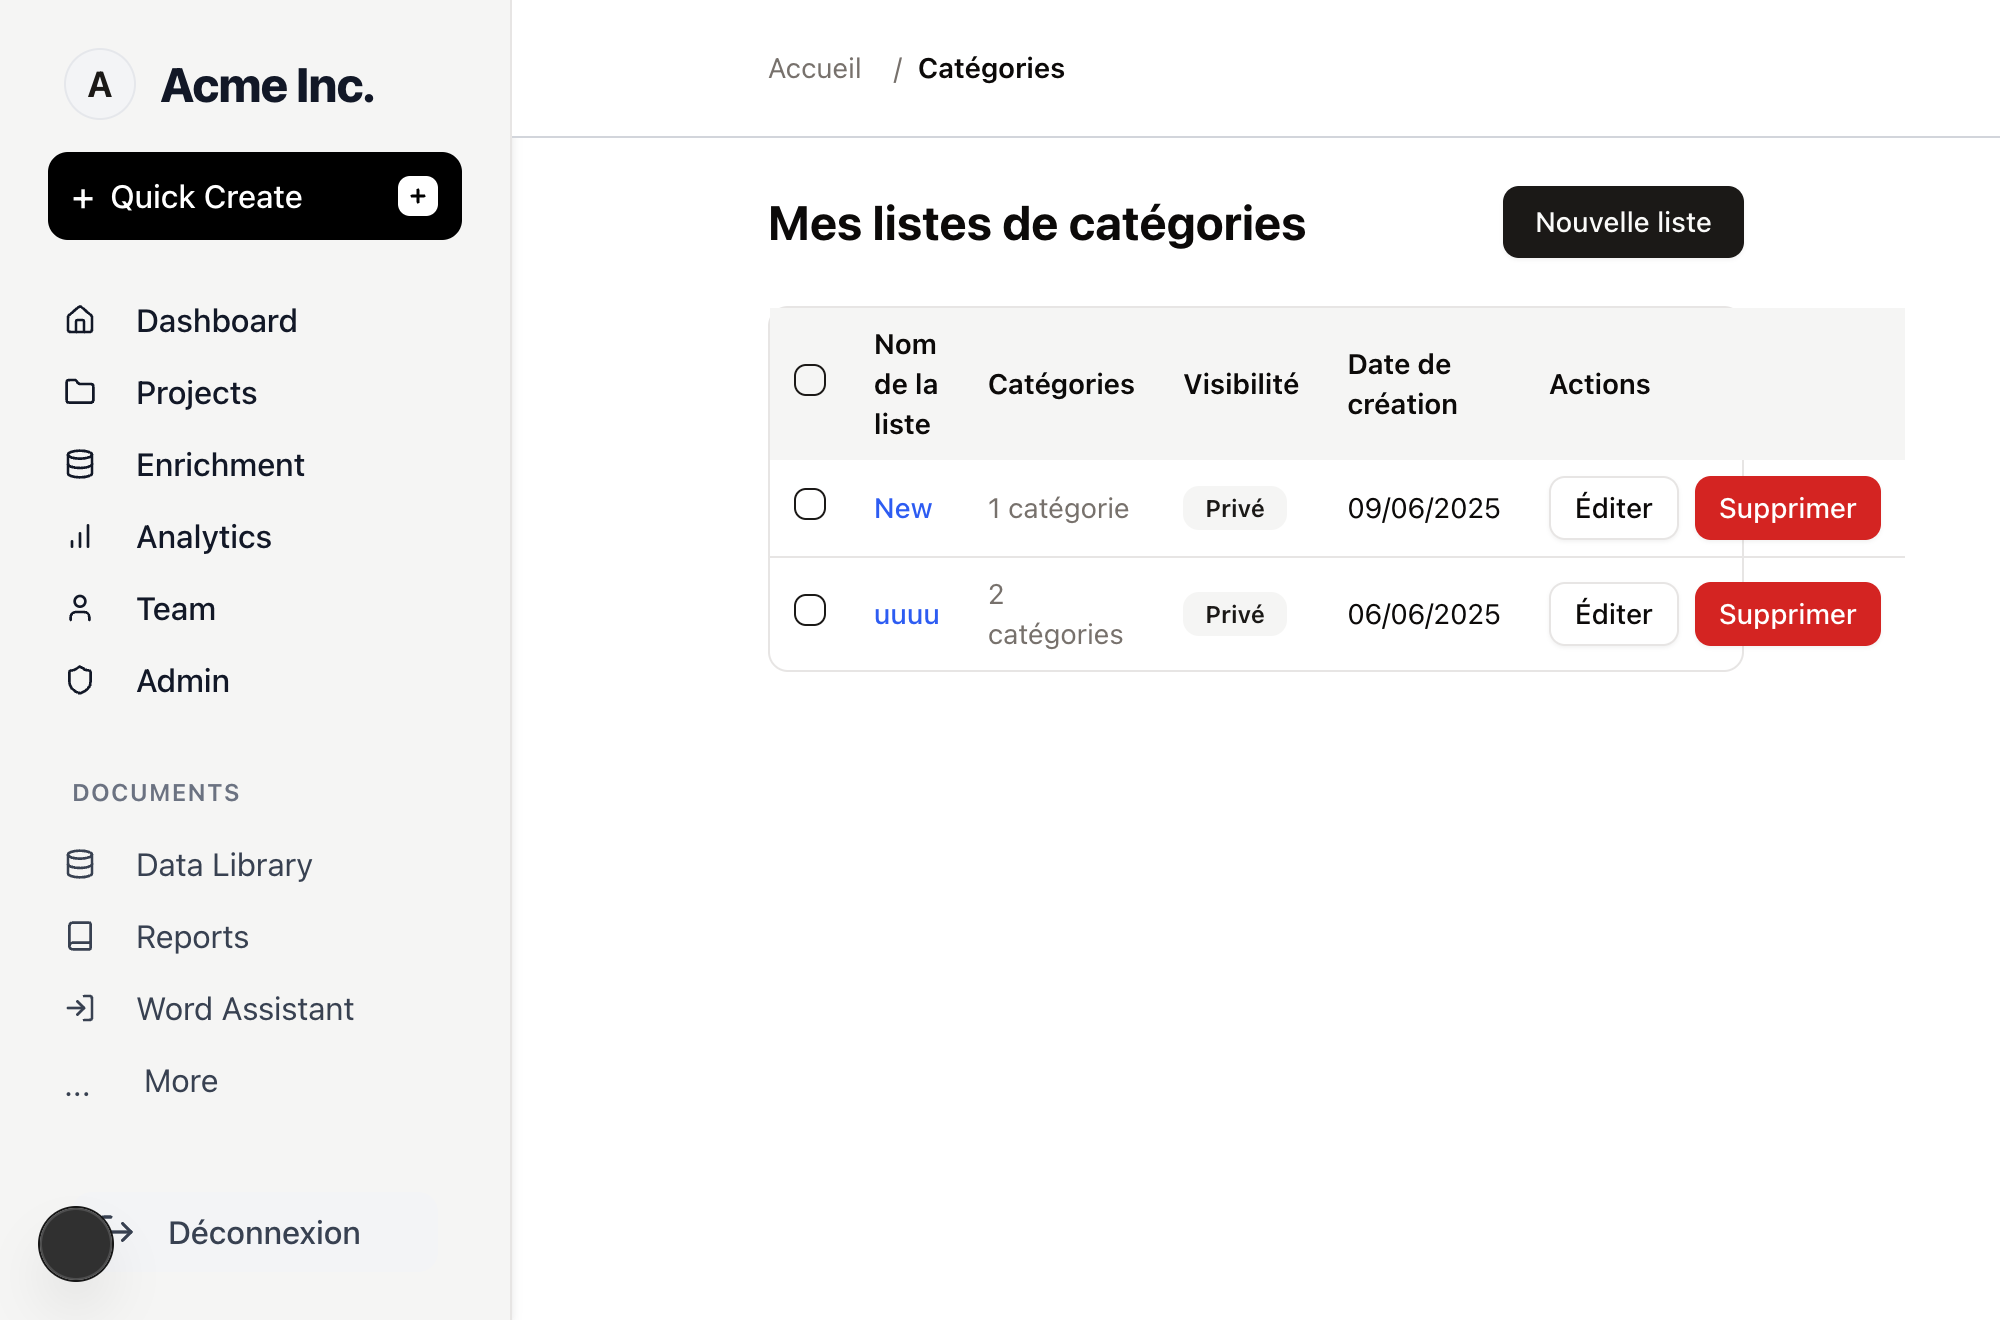 A
Acme Inc.
+ Quick Create +
Dashboard
Projects
Enrichment
Analytics
Team
Admin
DOCUMENTS
Data Library
Reports
Word Assistant
... More
Déconnexion
Accueil / Catégories
Mes listes de catégories
Nouvelle liste
Nom
de la
liste
Catégories
Visibilité
Date de
création
Actions
New
1 catégorie
Privé
09/06/2025
Éditer
Supprimer
uuuu
2
catégories
Privé
06/06/2025
Éditer
Supprimer